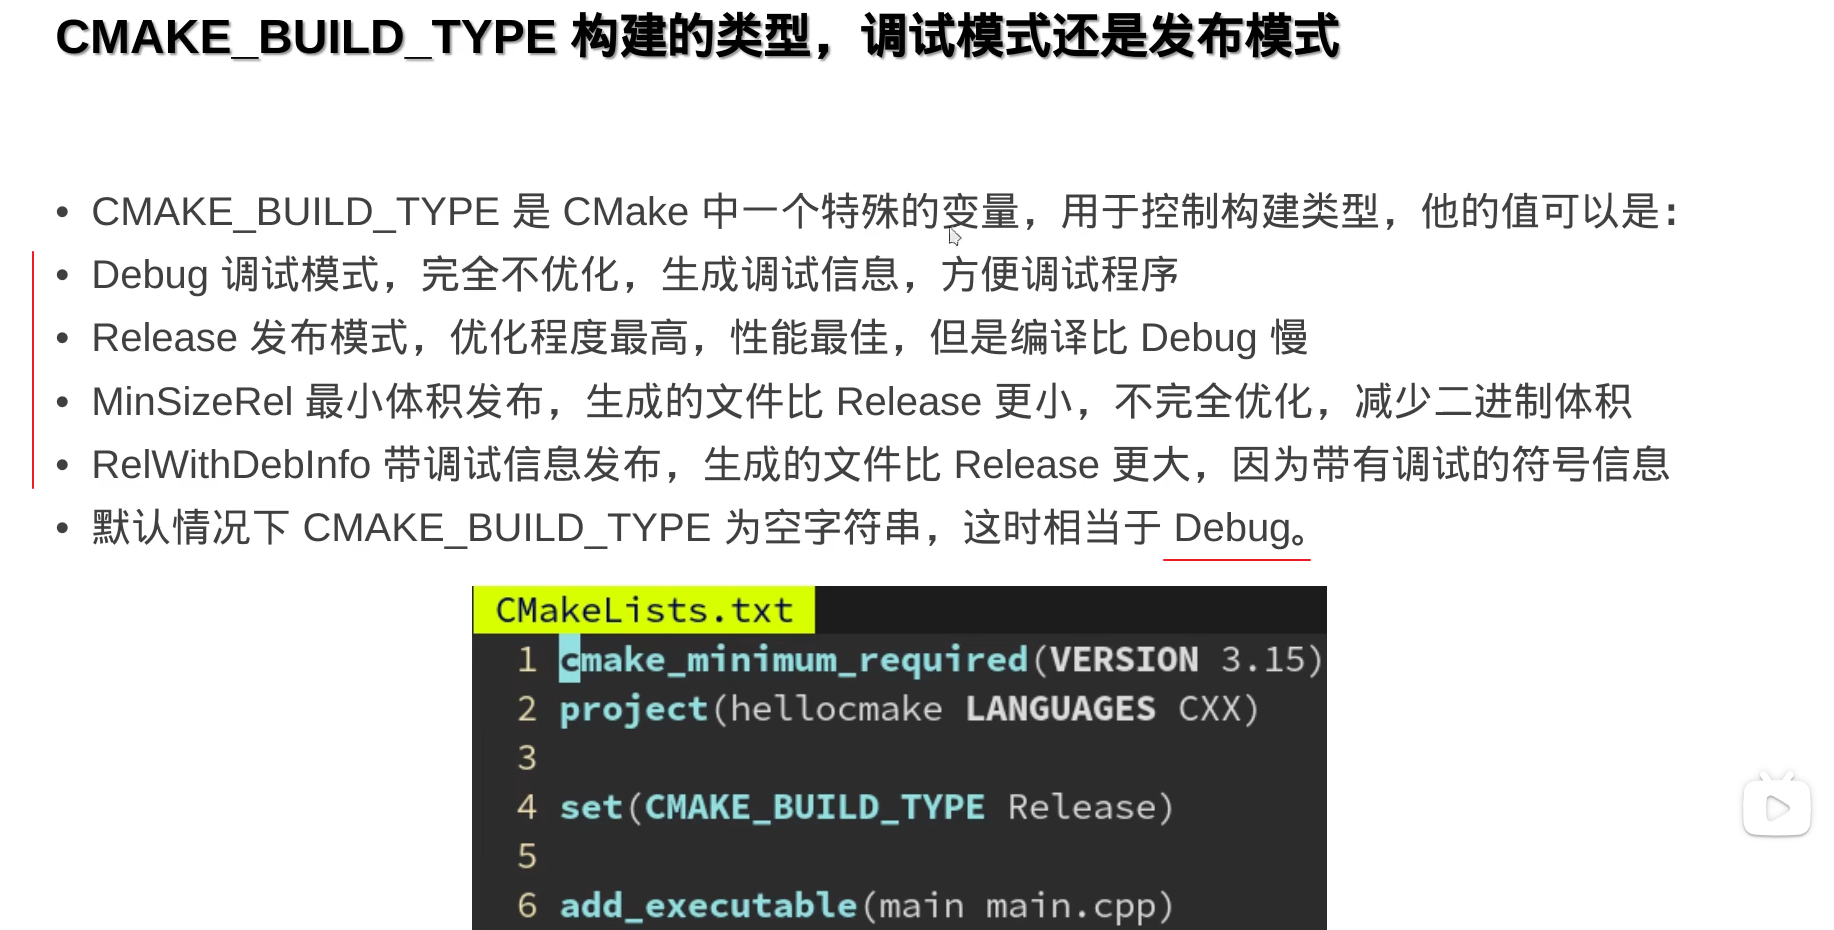 CMAKE_BUILD_TYPE 构建的类型，调试模式还是发布模式
• CMAKE_BUILD_TYPE 是 CMake 中一个特殊的变量，用于控制构建类型，他的值可以是：
• Debug 调试模式，完全不优化，生成调试信息，方便调试程序
• Release 发布模式，优化程度最高，性能最佳，但是编译比 Debug 慢
• MinSizeRel 最小体积发布，生成的文件比 Release 更小，不完全优化，减少二进制体积
• RelWithDebInfo 带调试信息发布，生成的文件比 Release 更大，因为带有调试的符号信息
• 默认情况下 CMAKE_BUILD_TYPE 为空字符串，这时相当于 Debug。
CMakeLists.txt
1 cmake_minimum_required(VERSION 3.15)
2 project(hellocmake LANGUAGES CXX)
3
4 set(CMAKE_BUILD_TYPE Release)
5
6 add_executable(main main.cpp)